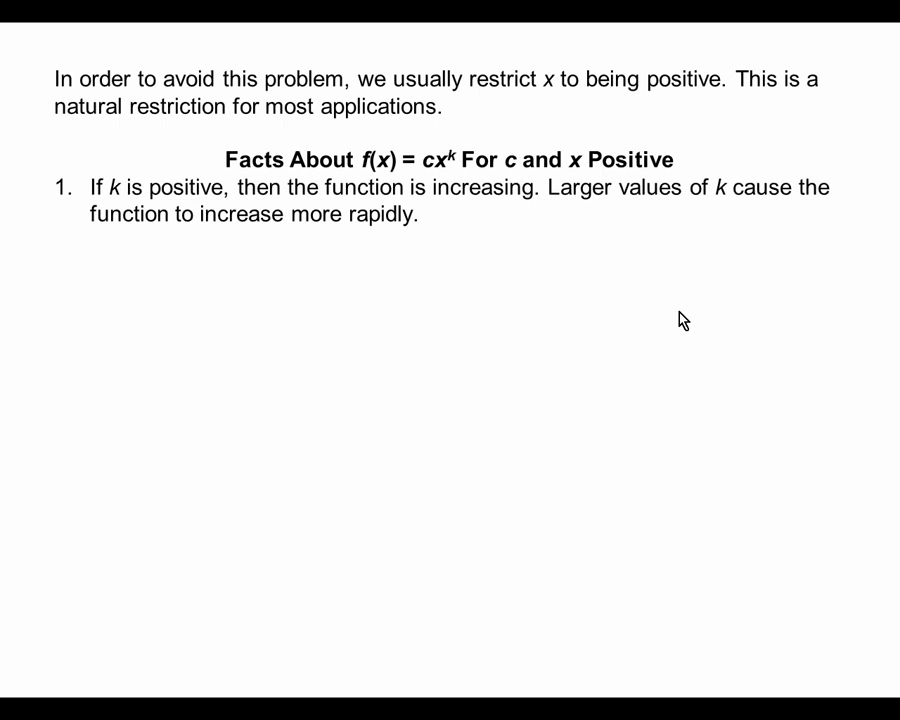 In order to avoid this problem, we usually restrict x to being positive. This is a
natural restriction for most applications.
Facts About f(x) = cxᵏ For c and x Positive
1. If k is positive, then the function is increasing. Larger values of k cause the
function to increase more rapidly.